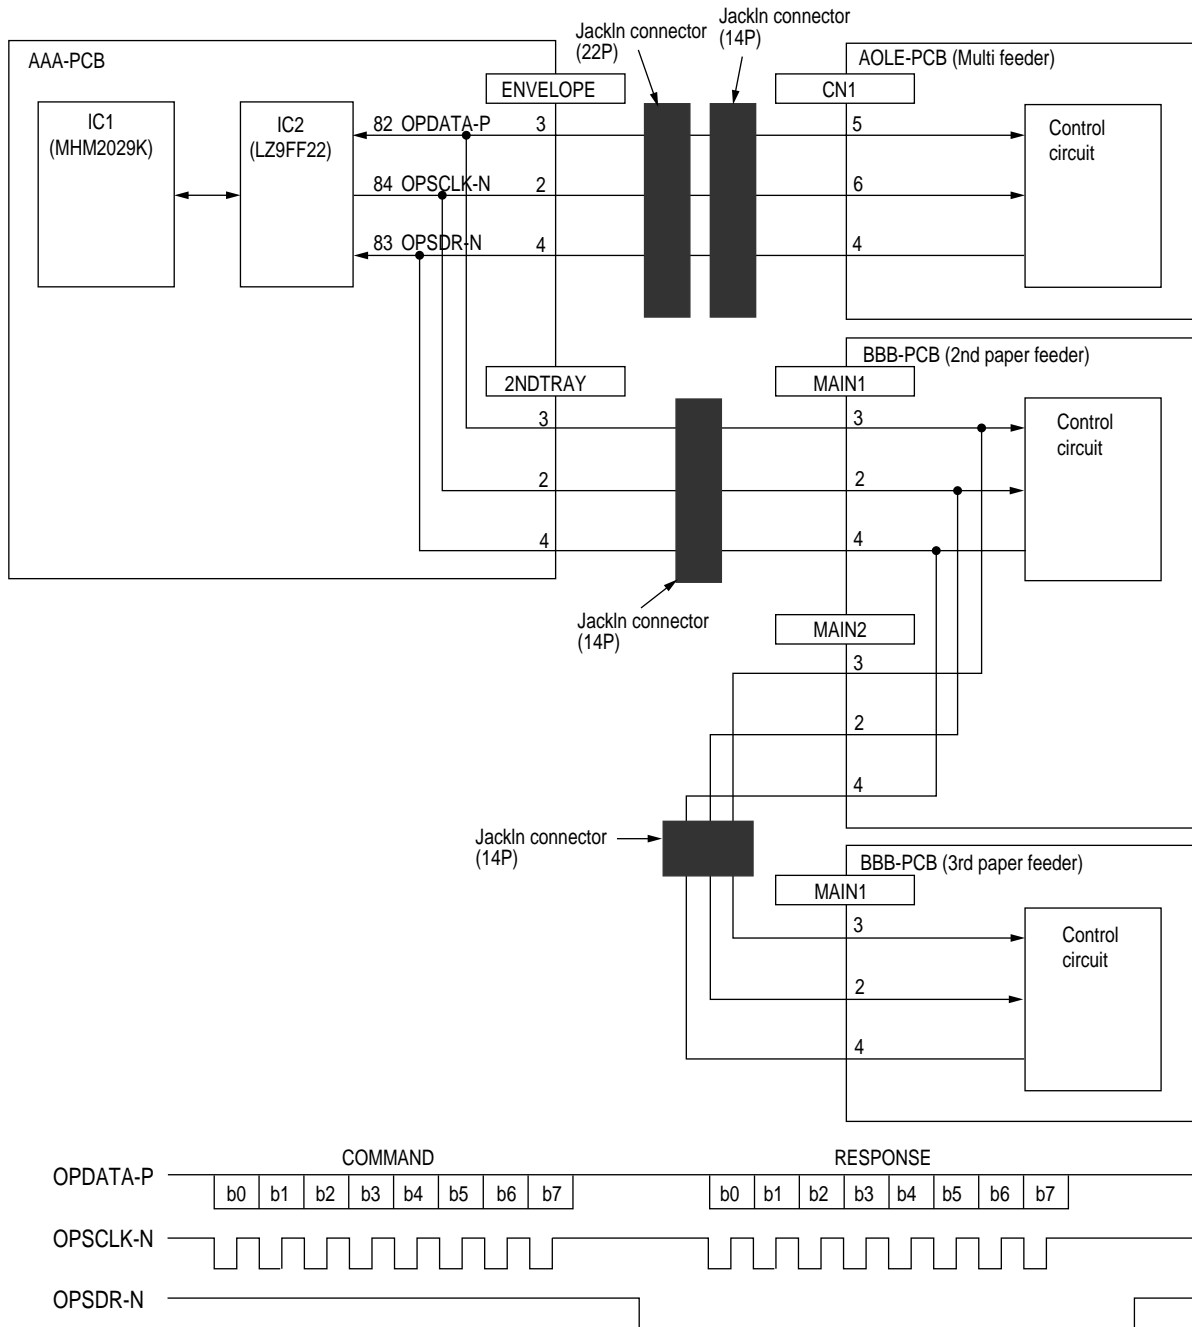 JackIn connector
(22P)
JackIn connector
(14P)
AAA-PCB
ENVELOPE
CN1
AOLE-PCB (Multi feeder)
IC1
(MHM2029K)
IC2
(LZ9FF22)
82 OPDATA-P
3
5
84 OPSCLK-N
2
6
83 OPSDR-N
4
4
Control
circuit
BBB-PCB (2nd paper feeder)
2NDTRAY
MAIN1
3
3
2
2
4
4
Control
circuit
JackIn connector
(14P)
MAIN2
3
2
4
JackIn connector
(14P)
BBB-PCB (3rd paper feeder)
MAIN1
3
2
4
Control
circuit
COMMAND
RESPONSE
OPDATA-P
b0 b1 b2 b3 b4 b5 b6 b7
b0 b1 b2 b3 b4 b5 b6 b7
OPSCLK-N
OPSDR-N